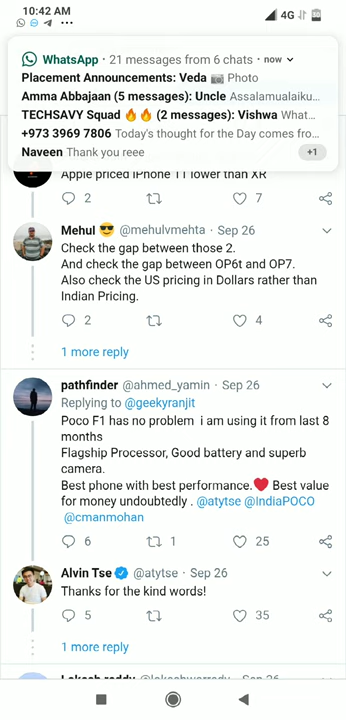 10:42 AM
4G
WhatsApp • 21 messages from 6 chats • now
Placement Announcements: Veda 📷 Photo
Amma Abbajaan (5 messages): Uncle Assalamualaiku...
TECHSAVY Squad 🔥🔥 (2 messages): Vishwa What...
+973 3969 7806 Today's thought for the Day comes fro...
Naveen Thank you reee
+1
Apple priced iPhone 11 lower than XR
2 7
Mehul 😎 @mehulvmehta · Sep 26
Check the gap between those 2.
And check the gap between OP6t and OP7.
Also check the US pricing in Dollars rather than
Indian Pricing.
2 4
1 more reply
pathfinder @ahmed_yamin · Sep 26
Replying to @geekyranjit
Poco F1 has no problem i am using it from last 8
months
Flagship Processor, Good battery and superb
camera.
Best phone with best performance.❤️ Best value
for money undoubtedly . @atytse @IndiaPOCO
@cmanmohan
6 1 25
Alvin Tse @atytse · Sep 26
Thanks for the kind words!
5 35
1 more reply